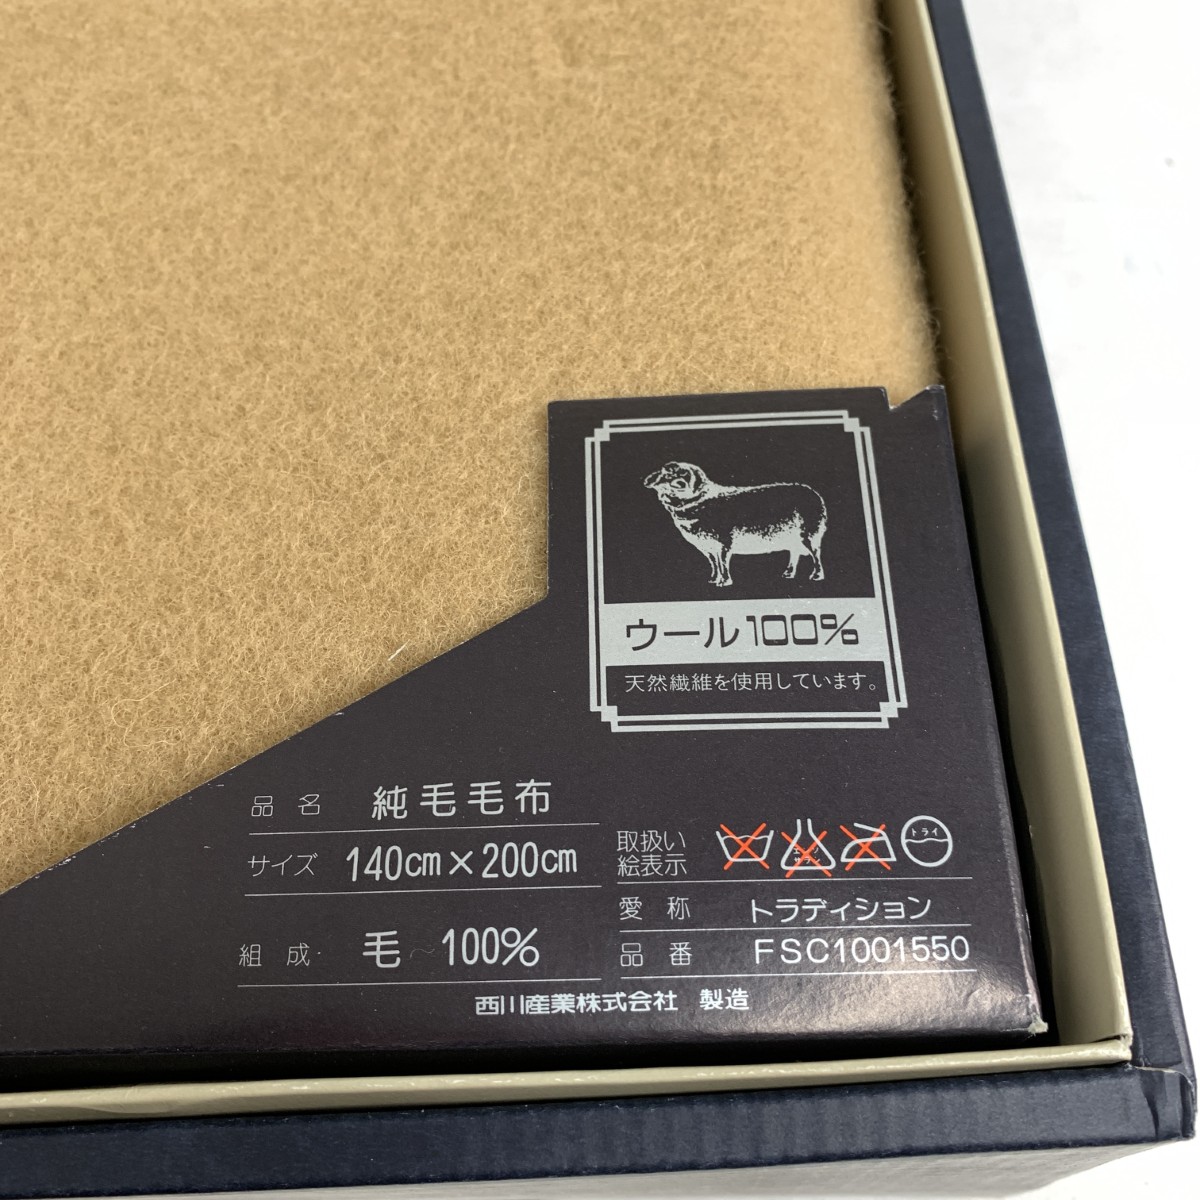 ウール100%
天然繊維を使用しています。
品名 純毛毛布
サイズ 140cm×200cm
組成 毛 100%
取扱い
絵表示
トライ
愛称 トラディション
品番 FSC1001550
西川産業株式会社 製造